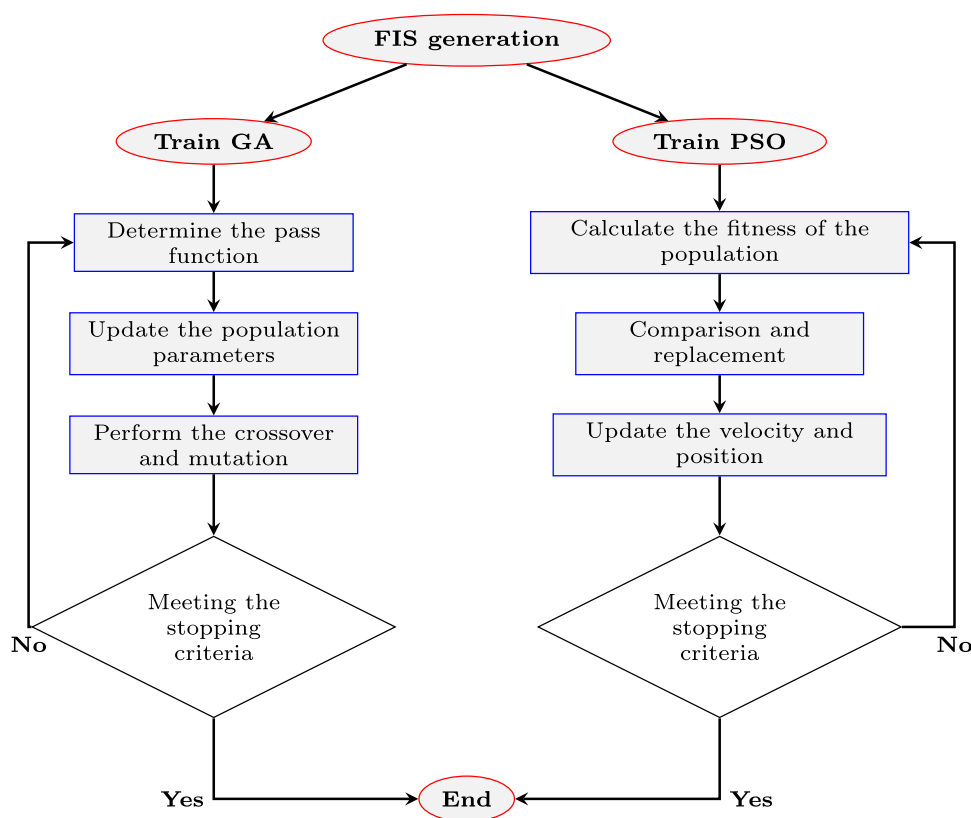 FIS generation
Train GA
Train PSO
Determine the pass
function
Calculate the fitness of the
population
Update the population
parameters
Comparison and
replacement
Perform the crossover
and mutation
Update the velocity and
position
Meeting the
stopping
criteria
Meeting the
stopping
criteria
No
No
Yes
End
Yes